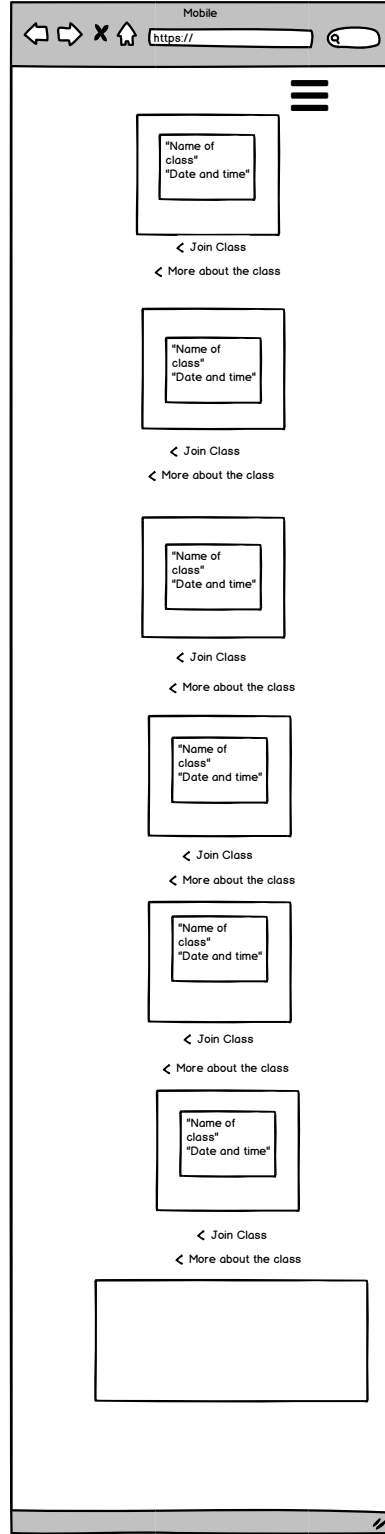 Mobile
https://
"Name of
class"
"Date and time"
Join Class
More about the class
"Name of
class"
"Date and time"
Join Class
More about the class
"Name of
class"
"Date and time"
Join Class
More about the class
"Name of
class"
"Date and time"
Join Class
More about the class
"Name of
class"
"Date and time"
Join Class
More about the class
"Name of
class"
"Date and time"
Join Class
More about the class